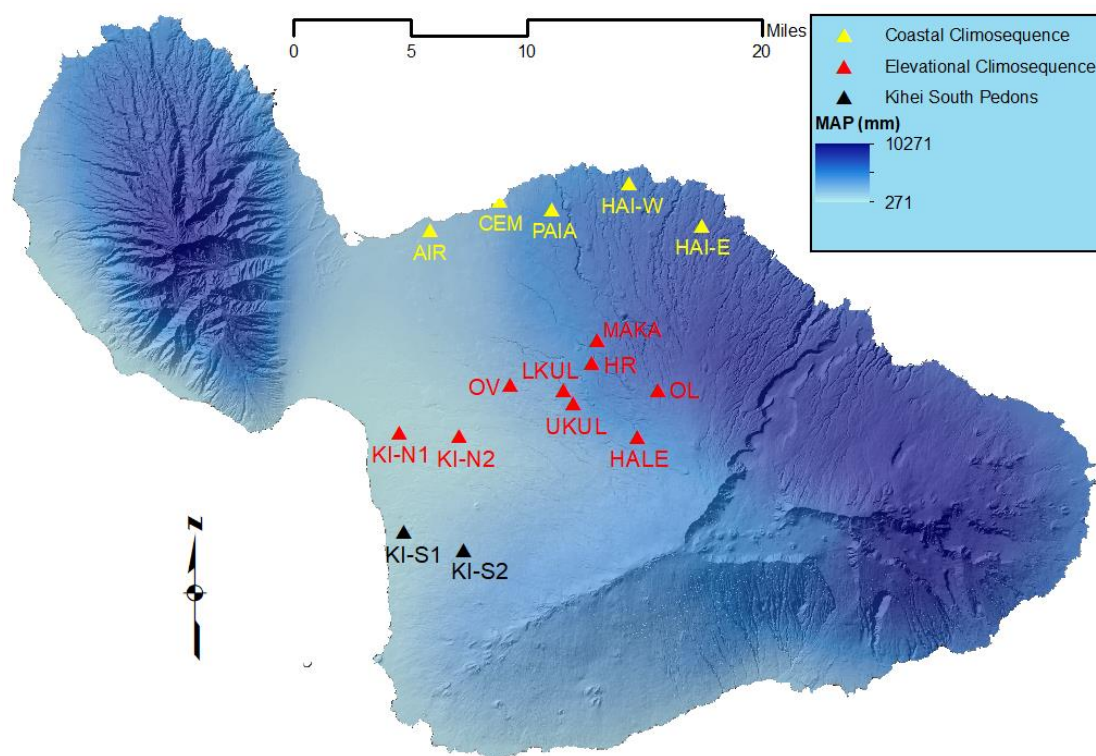 0 5 10 20 Miles
Coastal Climosequence
Elevational Climosequence
Kihei South Pedons
MAP (mm)
10271
271
HAI-W
CEM
PAIA
HAI-E
AIR
MAKA
HR
LKUL
OV
OL
UKUL
KI-N1
KI-N2
HALE
KI-S1
KI-S2
N